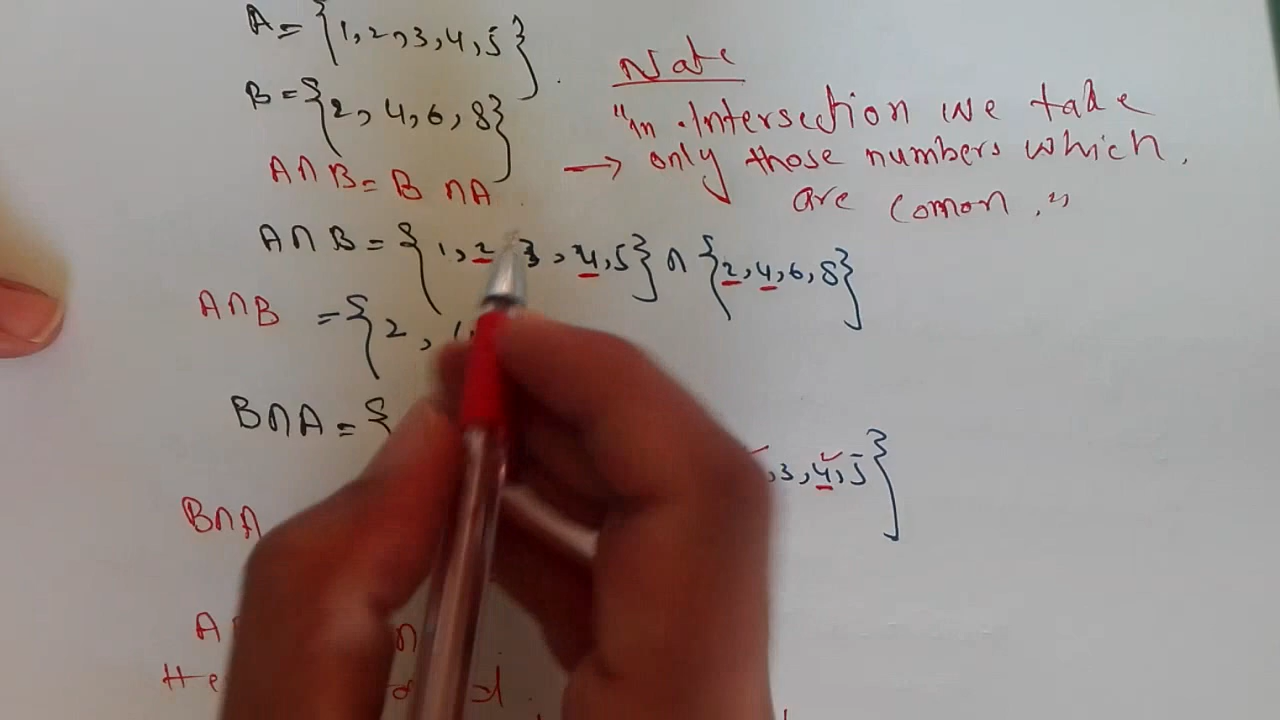 A = {1, 2, 3, 4, 5}
B = {2, 4, 6, 8}
A∩B = B∩A
Note
"In Intersection we take
→ only those numbers which
are comon."
A∩B = {1, 2, 3, 4, 5} ∩ {2, 4, 6, 8}
A∩B = {2,
B∩A = {
, 3, 4, 5}
B∩A
A
∩